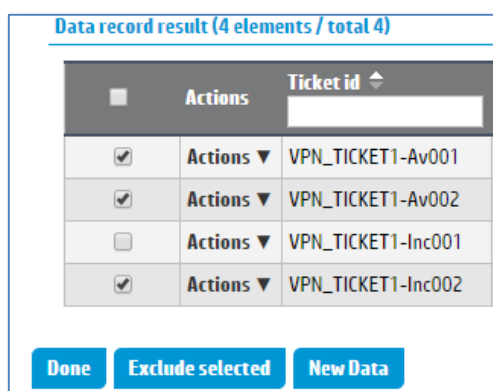 Data record result (4 elements / total 4)
Actions Ticket id
Actions ▼ VPN_TICKET1-Av001
Actions ▼ VPN_TICKET1-Av002
Actions ▼ VPN_TICKET1-Inc001
Actions ▼ VPN_TICKET1-Inc002
Done Exclude selected New Data